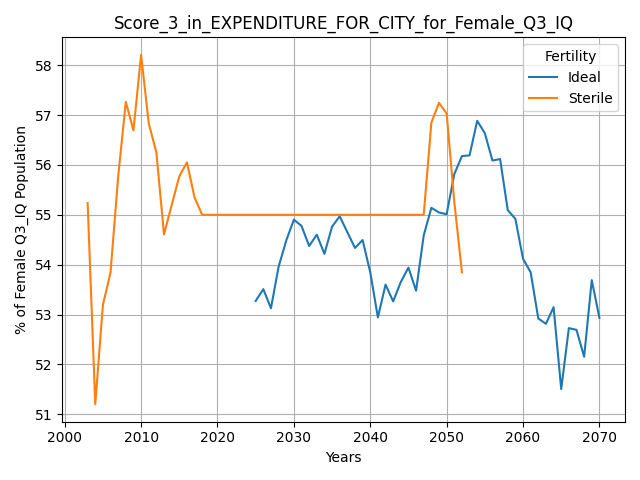 Score_3_in_EXPENDITURE_FOR_CITY_for_Female_Q3_IQ
% of Female Q3_IQ Population
58
57
56
55
54
53
52
51
Fertility
Ideal
Sterile
2000 2010 2020 2030 2040 2050 2060 2070
Years